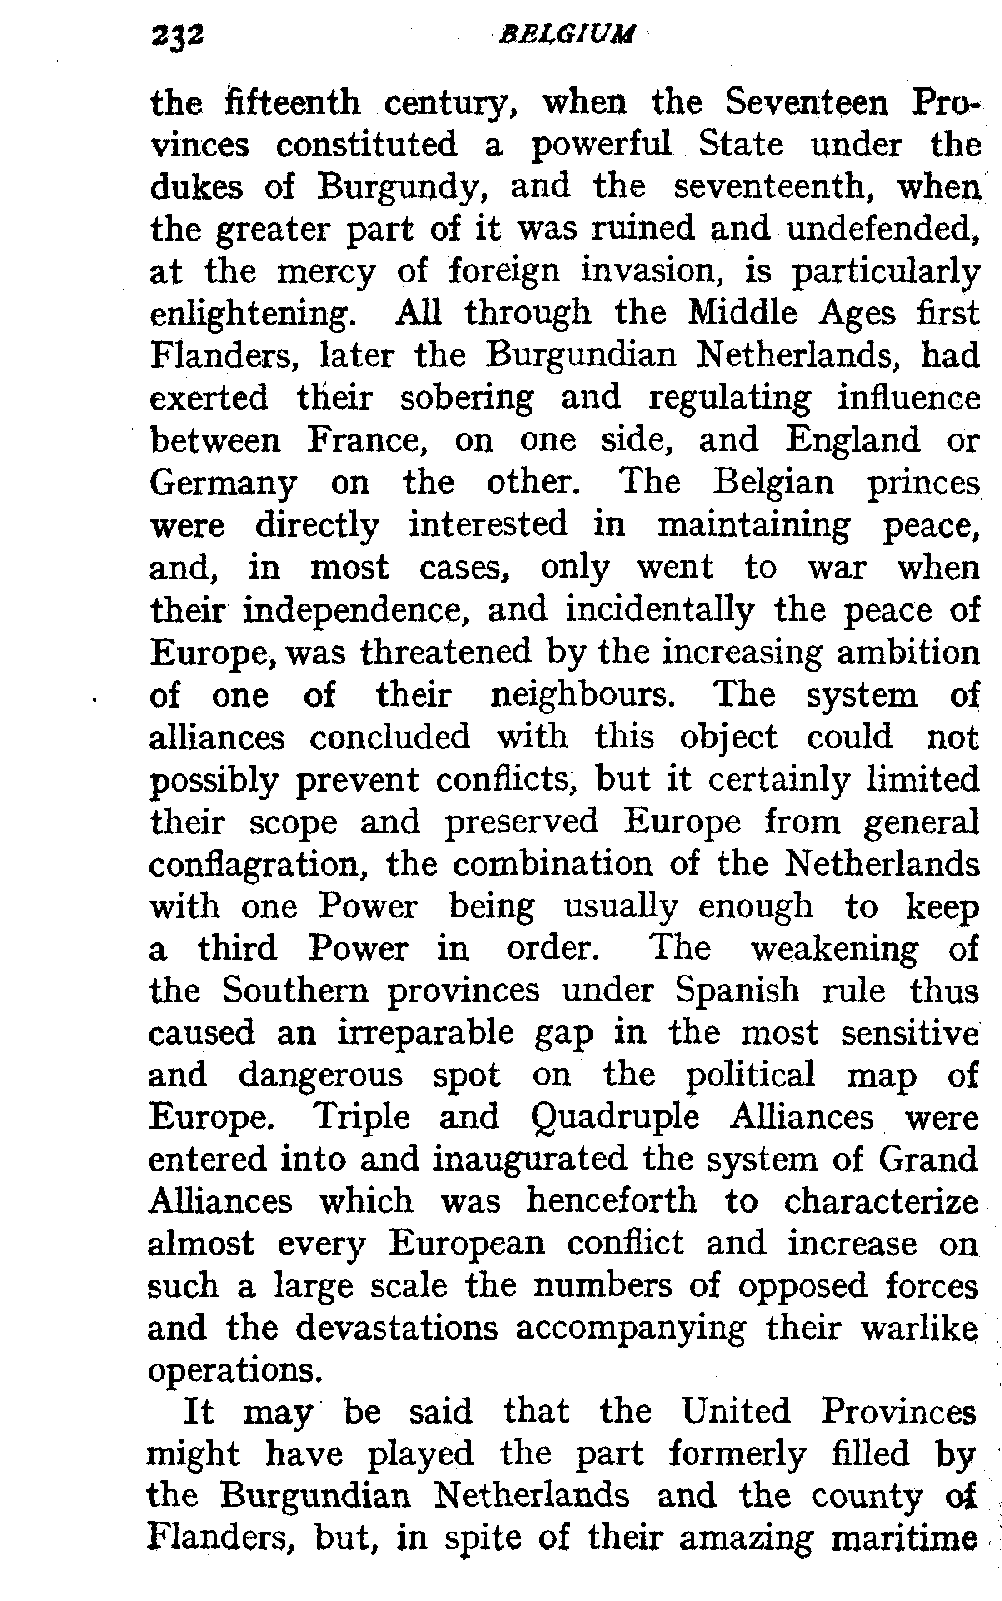 232 BELGIUM
the fifteenth century, when the Seventeen Pro-
vinces constituted a powerful State under the
dukes of Burgundy, and the seventeenth, when
the greater part of it was ruined and undefended,
at the mercy of foreign invasion, is particularly
enlightening. All through the Middle Ages first
Flanders, later the Burgundian Netherlands, had
exerted their sobering and regulating influence
between France, on one side, and England or
Germany on the other. The Belgian princes
were directly interested in maintaining peace,
and, in most cases, only went to war when
their independence, and incidentally the peace of
Europe, was threatened by the increasing ambition
of one of their neighbours. The system of
alliances concluded with this object could not
possibly prevent conflicts, but it certainly limited
their scope and preserved Europe from general
conflagration, the combination of the Netherlands
with one Power being usually enough to keep
a third Power in order. The weakening of
the Southern provinces under Spanish rule thus
caused an irreparable gap in the most sensitive
and dangerous spot on the political map of
Europe. Triple and Quadruple Alliances were
entered into and inaugurated the system of Grand
Alliances which was henceforth to characterize
almost every European conflict and increase on
such a large scale the numbers of opposed forces
and the devastations accompanying their warlike
operations.
It may be said that the United Provinces
might have played the part formerly filled by
the Burgundian Netherlands and the county of
Flanders, but, in spite of their amazing maritime